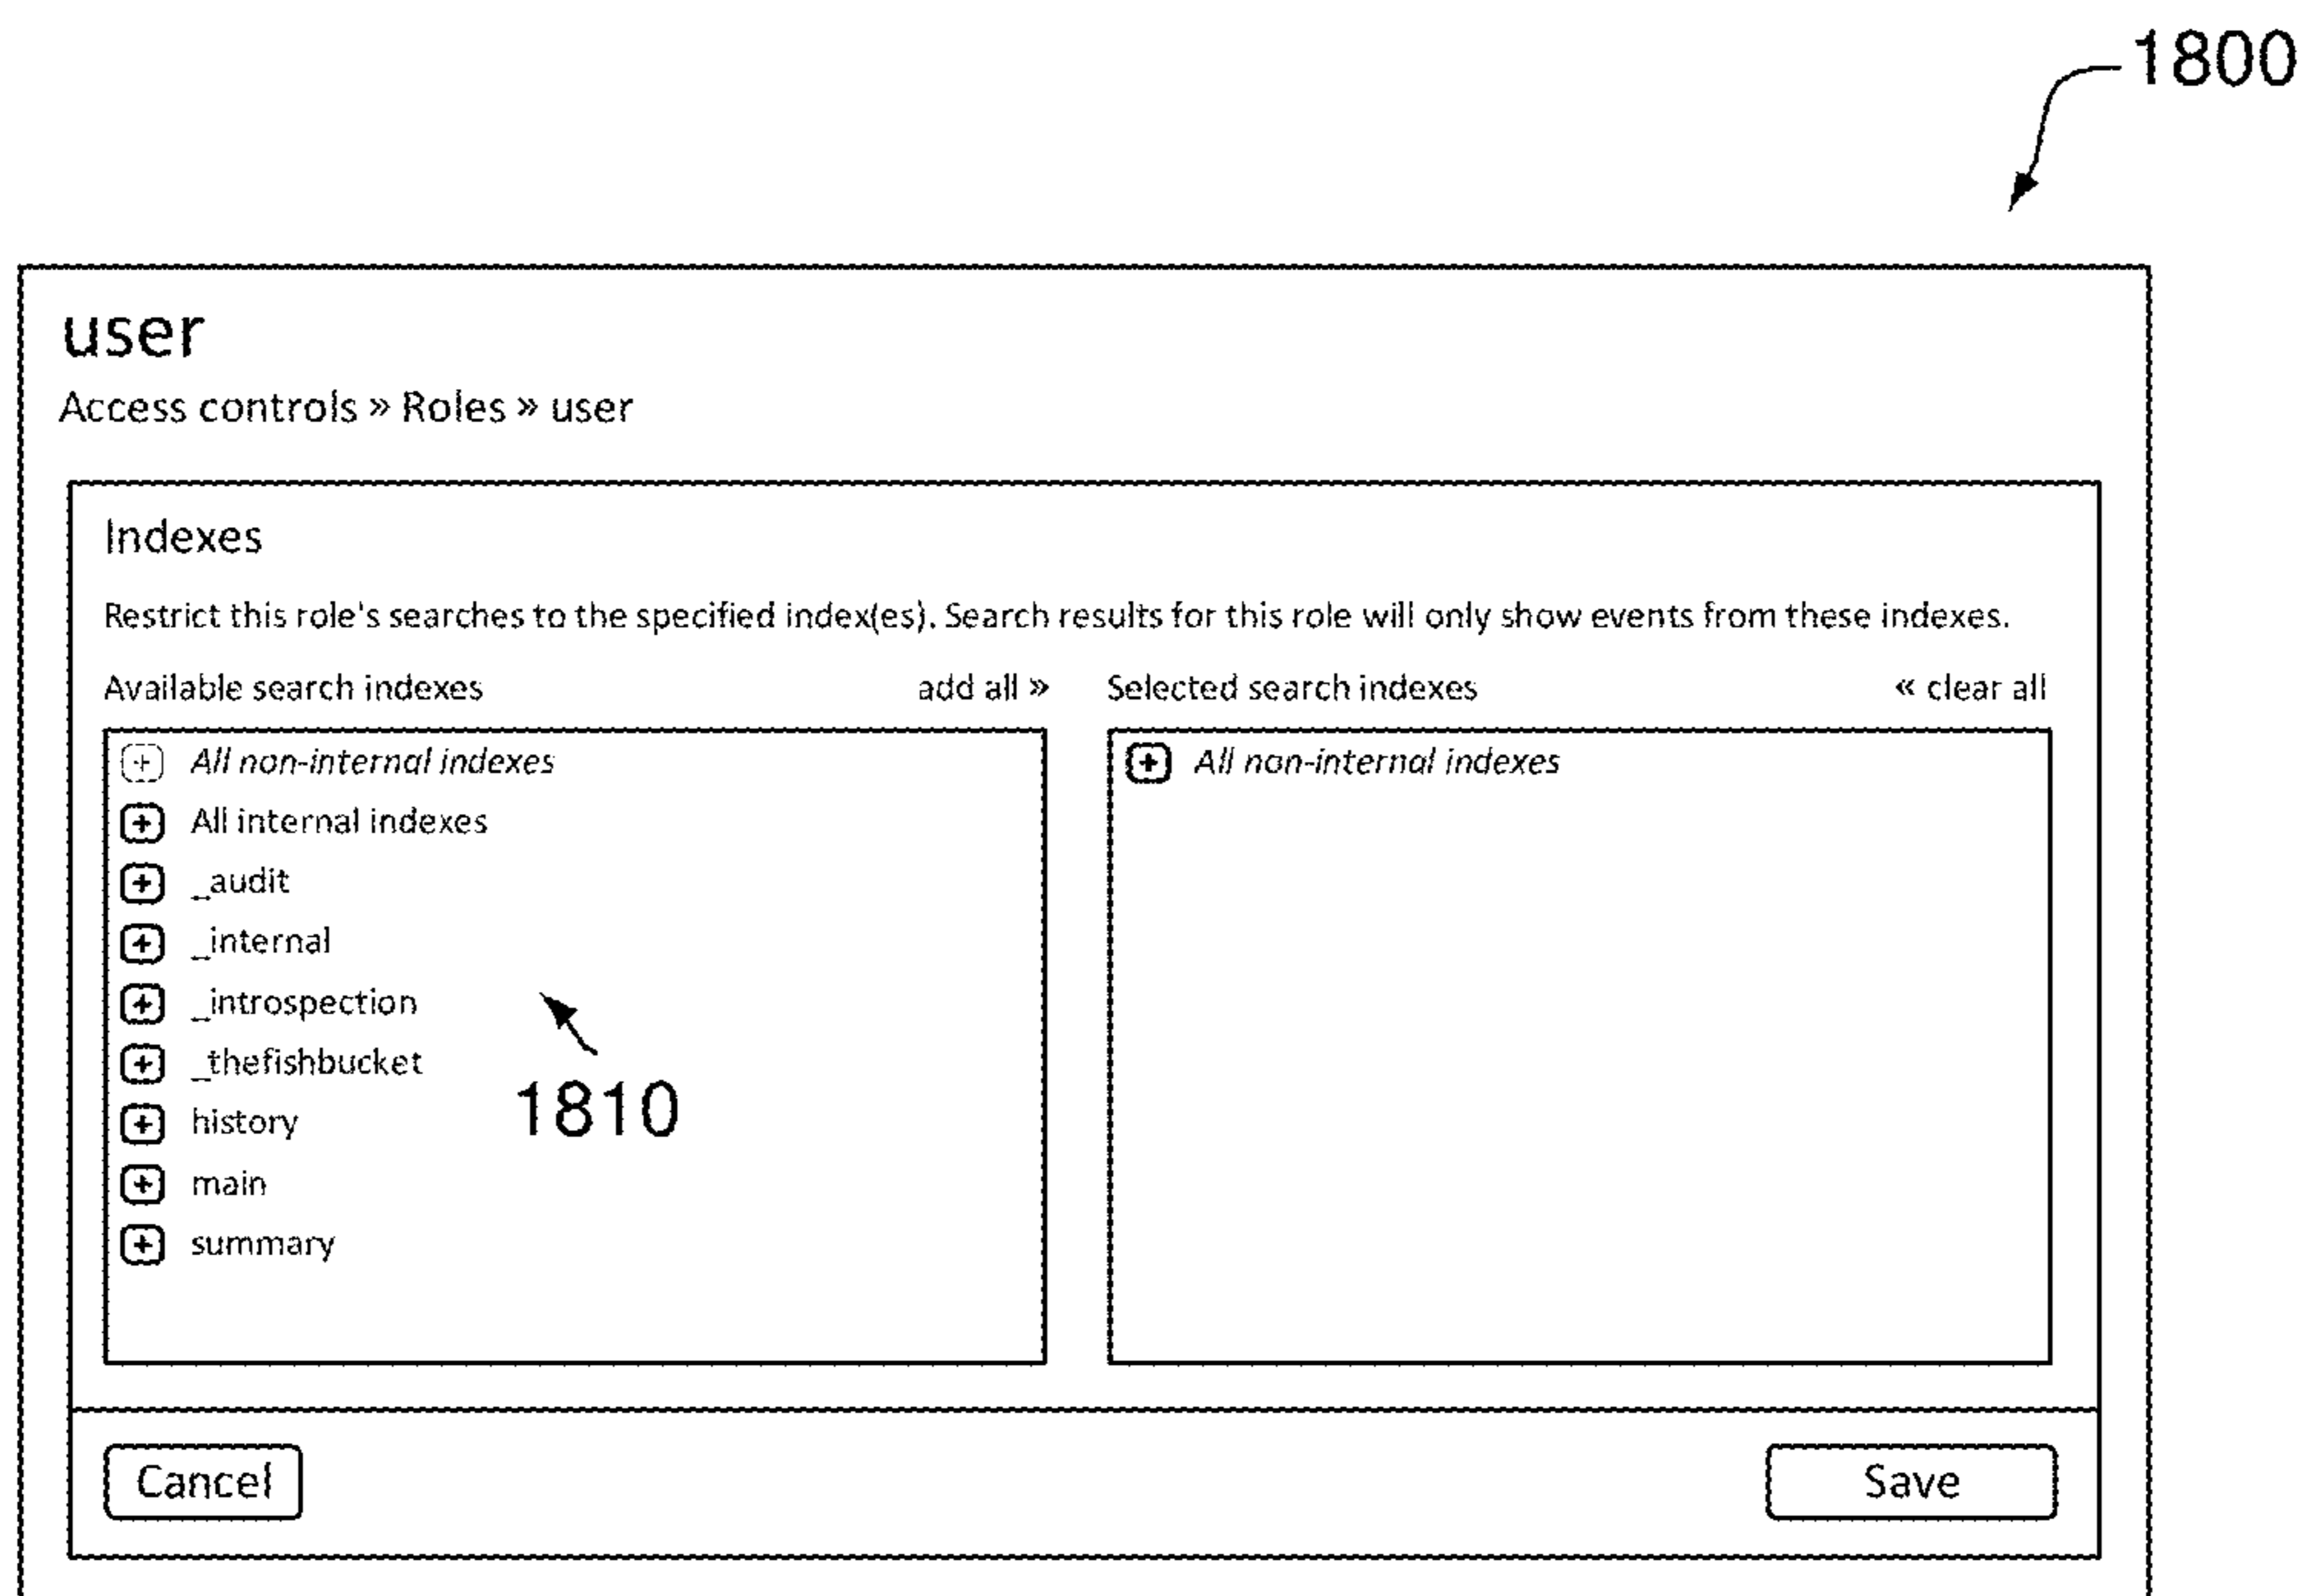 1800
user
Access controls » Roles » user
Indexes
Restrict this role's searches to the specified index(es). Search results for this role will only show events from these indexes.
Available search indexes add all » Selected search indexes « clear all
+ All non-internal indexes + All non-internal indexes
+ All internal indexes
+ _audit
+ _internal
+ _introspection
+ _thefishbucket
1810
+ history
+ main
+ summary
Cancel Save